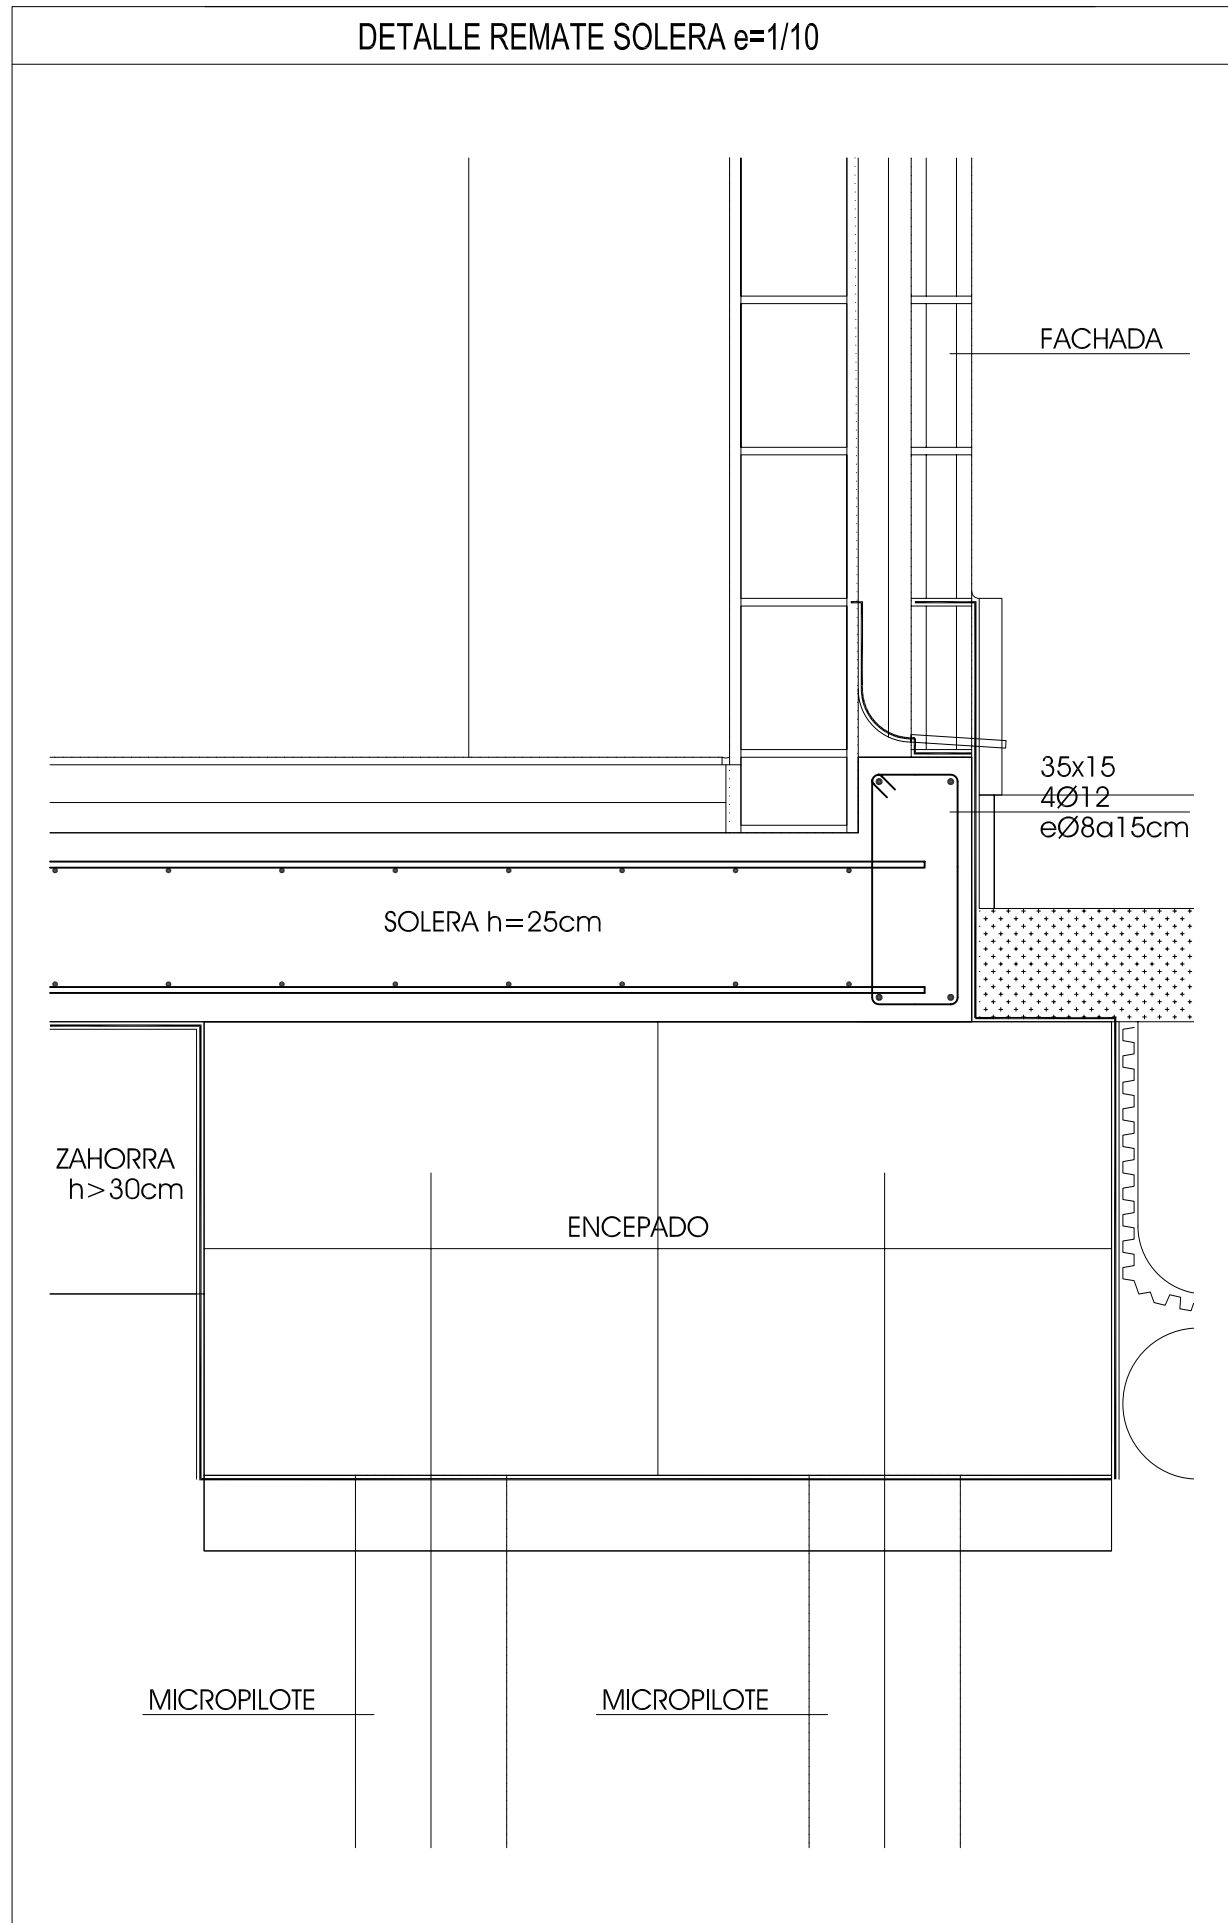 DETALLE REMATE SOLERA e=1/10
FACHADA
35x15
4Ø12
eØ8a15cm
SOLERA h=25cm
ZAHORRA
h>30cm
ENCEPADO
MICROPILOTE
MICROPILOTE